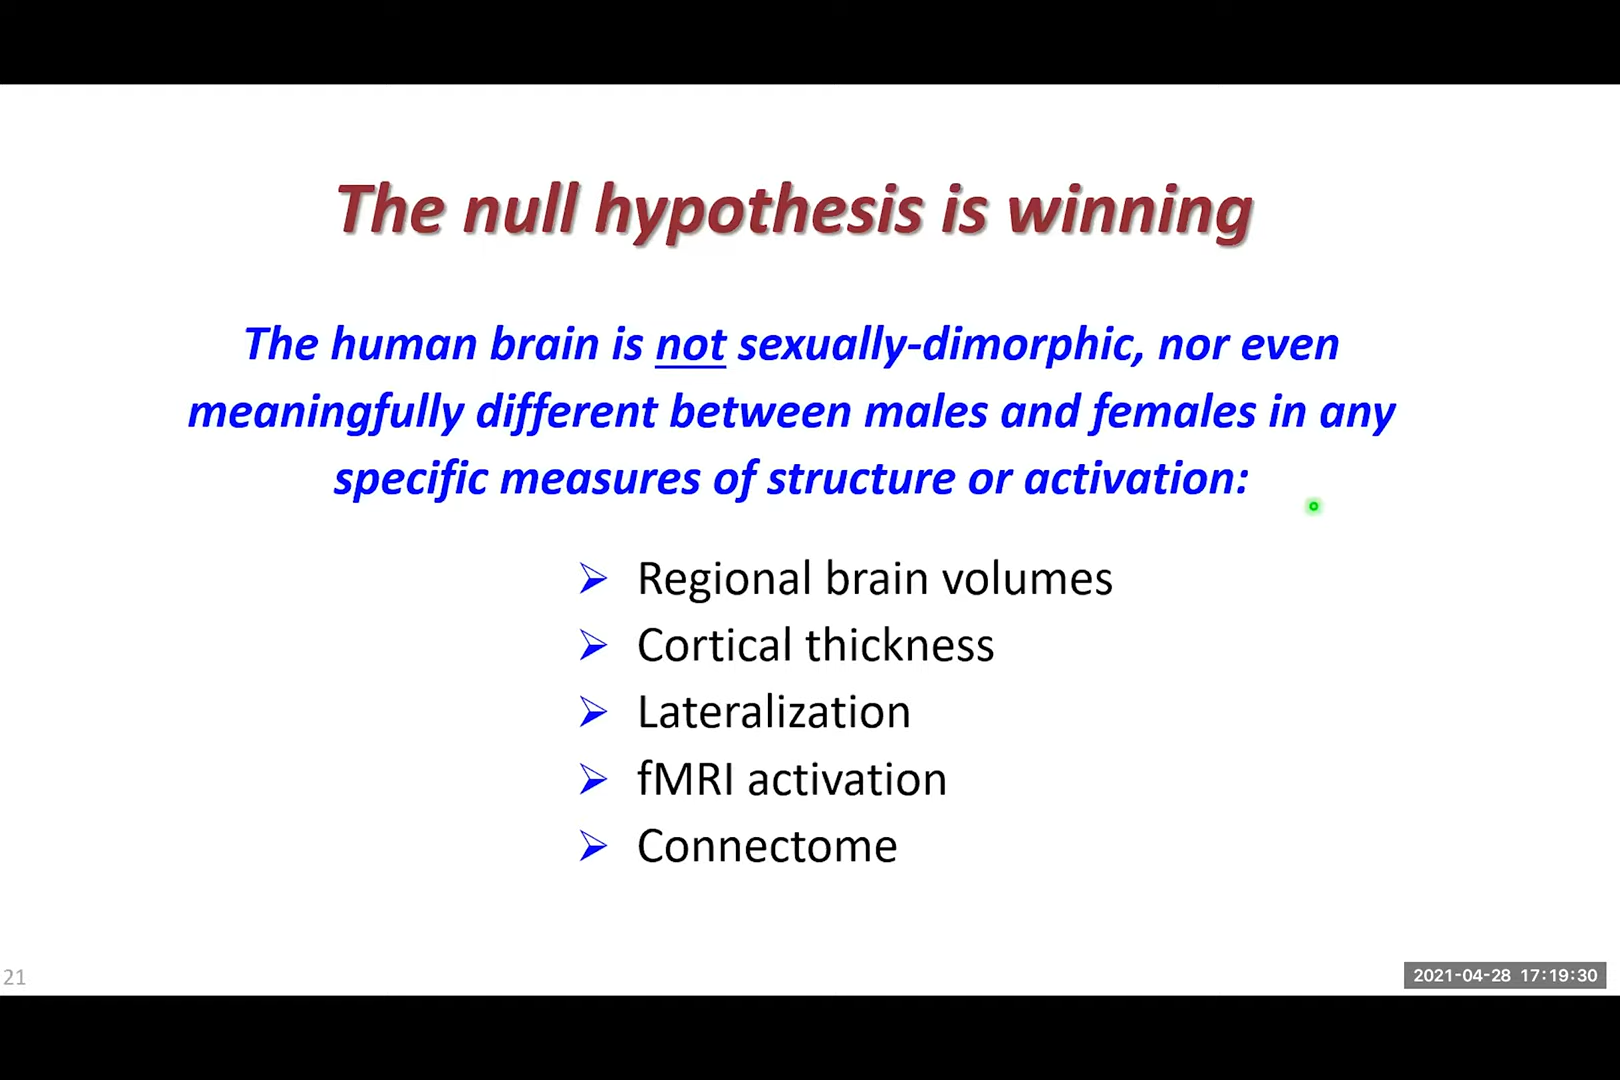 The null hypothesis is winning
The human brain is not sexually-dimorphic, nor even
meaningfully different between males and females in any
specific measures of structure or activation:
Regional brain volumes
Cortical thickness
Lateralization
fMRI activation
Connectome
21
2021-04-28 17:19:30